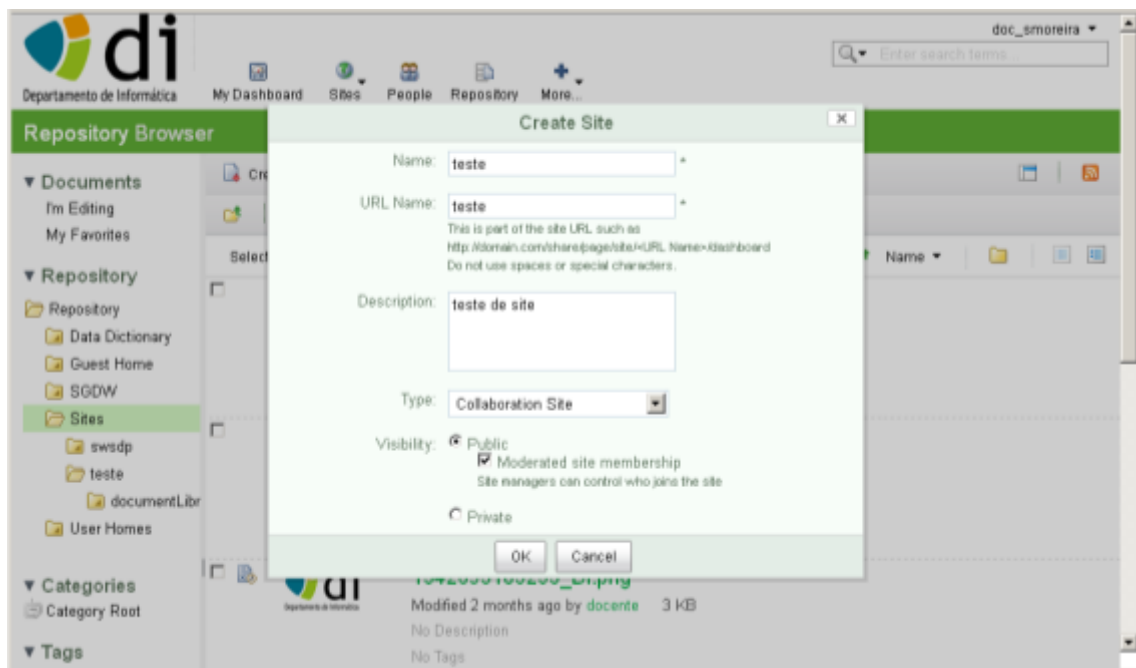 di
Departamento de Informática
doc_smoreira
Enter search terms...
My Dashboard Sites People Repository More...
Repository Browser
Create Site
Documents
I'm Editing
My Favorites
Repository
Repository
Data Dictionary
Guest Home
SGDW
Sites
swsdp
teste
documentLibr
User Homes
Categories
Category Root
Tags
Cre
Select
Name
Name: teste *
URL Name: teste *
This is part of the site URL such as
http://domain.com/share/page/site/<URL Name>/dashboard
Do not use spaces or special characters.
Description: teste de site
Type: Collaboration Site
Visibility: Public
Moderated site membership
Site managers can control who joins the site
Private
OK Cancel
di
Departamento de Informática
Modified 2 months ago by docente 3 KB
No Description
No Tags